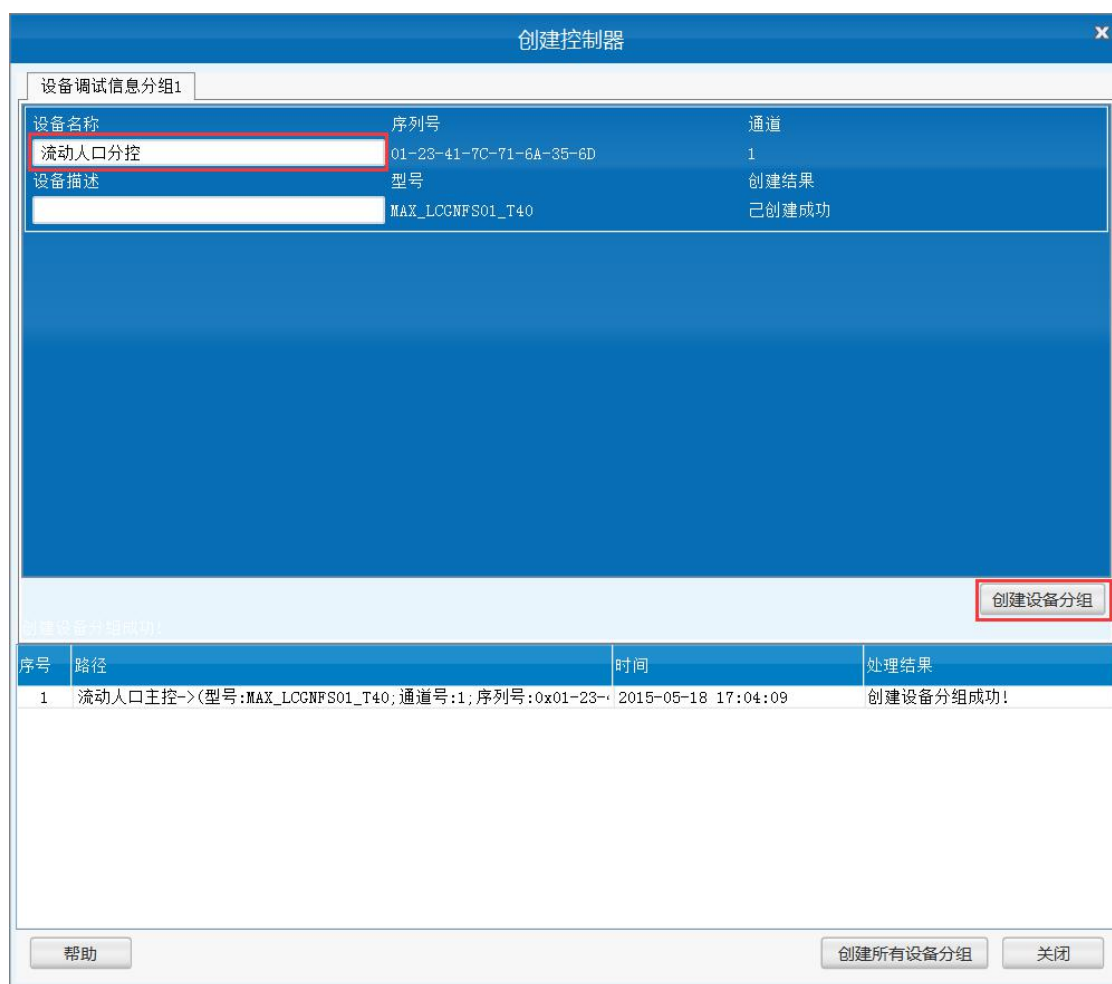 创建控制器
x
设备调试信息分组1
设备名称 序列号 通道
流动人口分控 01-23-41-7C-71-6A-35-6D 1
设备描述 型号 创建结果
MAX_LCGNFS01_T40 己创建成功
创建设备分组
创建设备分组成功!
序号 路径 时间 处理结果
1 流动人口主控->(型号:MAX_LCGNFS01_T40;通道号:1;序列号:0x01-23- 2015-05-18 17:04:09 创建设备分组成功!
帮助 创建所有设备分组 关闭